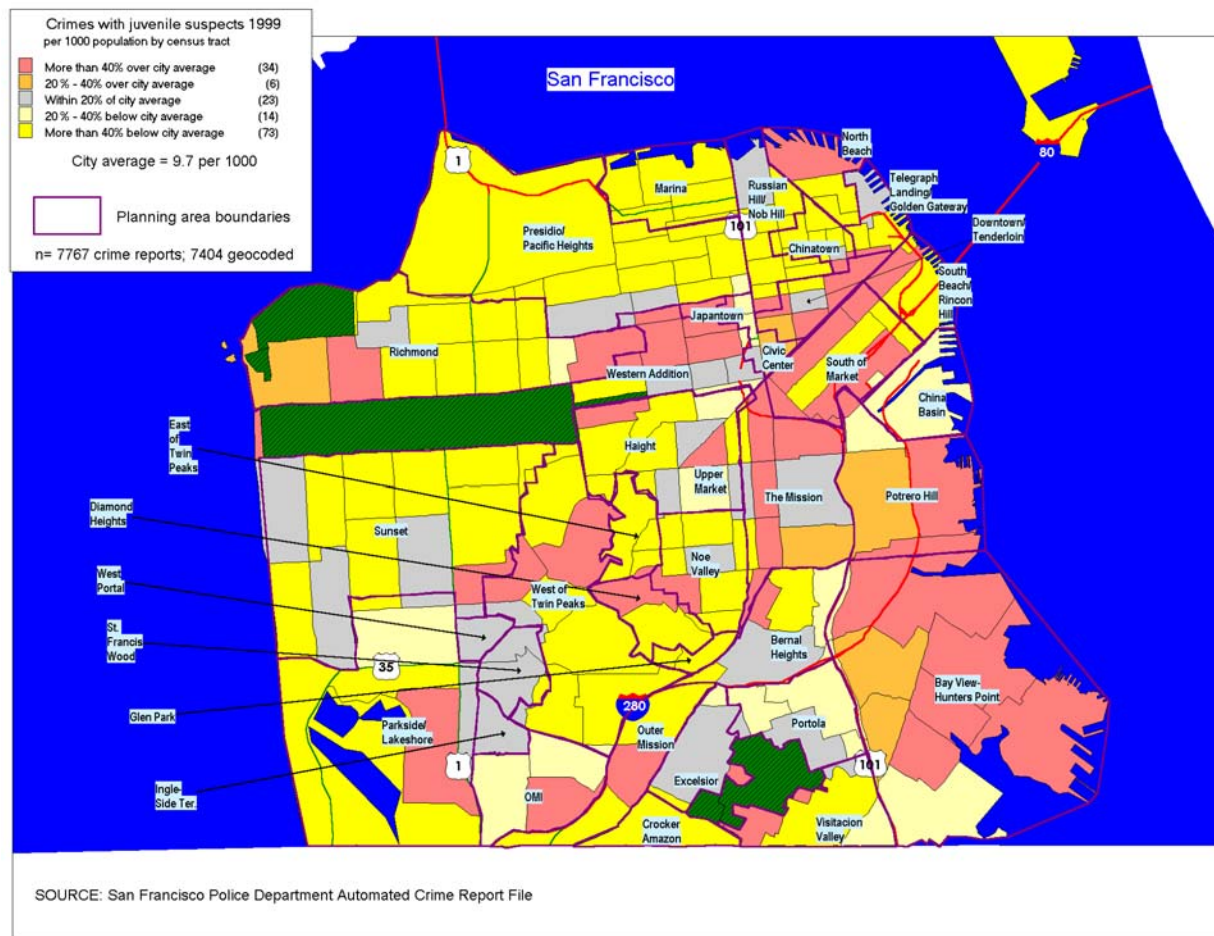 Crimes with juvenile suspects 1999
per 1000 population by census tract
More than 40% over city average (34)
20% - 40% over city average (6)
Within 20% of city average (23)
20% - 40% below city average (14)
More than 40% below city average (73)
City average = 9.7 per 1000
Planning area boundaries
n= 7767 crime reports; 7404 geocoded
San Francisco
North
Beach
80
1
Telegraph
Landing/
Golden Gateway
Marina
Russian
Hill/
Nob Hill
101
Downtown/
Tenderloin
Presidio/
Pacific Heights
Chinatown
South
Beach/
Rincon
Hill
Japantown
Richmond
Civic
Center
Western Addition
South of
Market
China
Basin
East
of
Twin
Peaks
Haight
Upper
Market
The Mission
Potrero Hill
Diamond
Heights
Sunset
Noe
Valley
West
Portal
West of
Twin Peaks
St.
Francis
Wood
Bernal
Heights
35
Bay View-
Hunters Point
Glen Park
280
Parkside/
Lakeshore
Outer
Mission
Portola
1
101
Excelsior
Ingle-
Side Ter.
OMI
Crocker
Amazon
Visitacion
Valley
SOURCE: San Francisco Police Department Automated Crime Report File